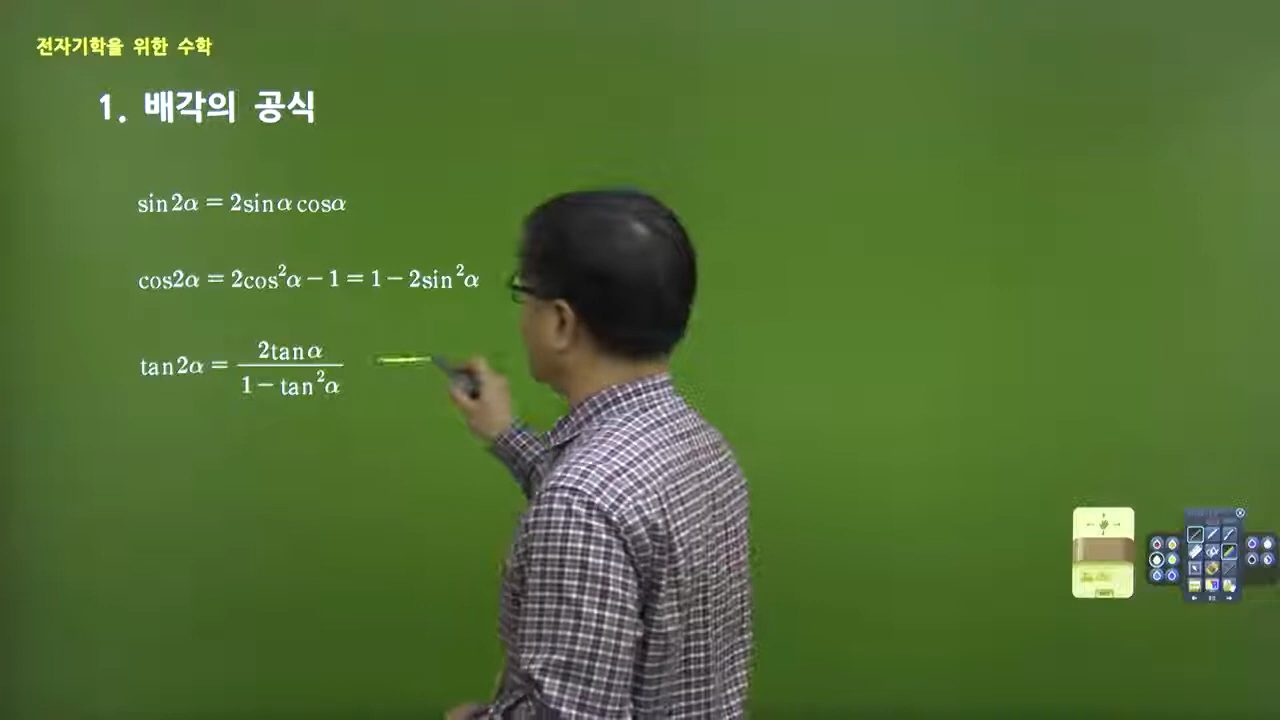 전자기학을 위한 수학
1. 배각의 공식
sin2α = 2sinα cosα
cos2α = 2cos²α − 1 = 1 − 2sin²α
tan2α = 2tanα / 1 − tan²α